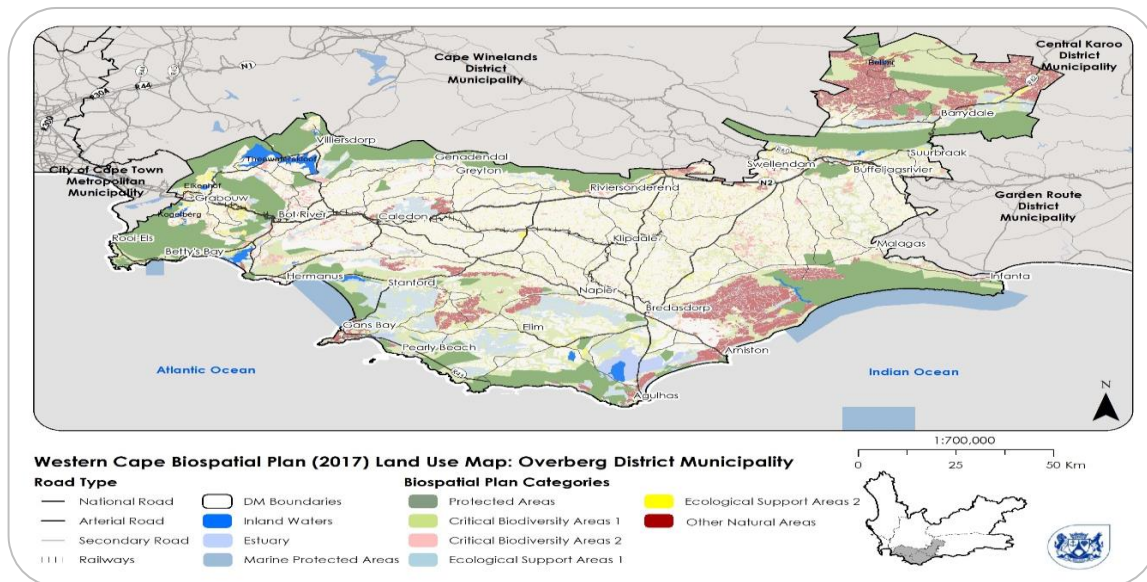 Cape Winelands
District
Municipality
Central Karoo
District
Municipality
N1
R44
R304
R300
Bellair
Barrydale
Villiersdorp
Theewaterskloof
Genadendal
Greyton
Swellendam
Suurbraak
Buffeljagsrivier
Riviersonderend
N2
City of Cape Town
Metropolitan
Municipality
Eikenhof
Grabouw
Kogelberg
Bot River
Caledon
Klipdale
Garden Route
District
Municipality
Rooi Els
Betty's Bay
Malagas
Infanta
Hermanus
Stanford
Napier
Bredasdorp
Gans Bay
Elim
Pearly Beach
Arniston
Agulhas
Atlantic Ocean
Indian Ocean
N
1:700,000
0 25 50 Km
Western Cape Biospatial Plan (2017) Land Use Map: Overberg District Municipality
Road Type
National Road
Arterial Road
Secondary Road
Railways
DM Boundaries
Inland Waters
Estuary
Marine Protected Areas
Biospatial Plan Categories
Protected Areas
Critical Biodiversity Areas 1
Critical Biodiversity Areas 2
Ecological Support Areas 1
Ecological Support Areas 2
Other Natural Areas